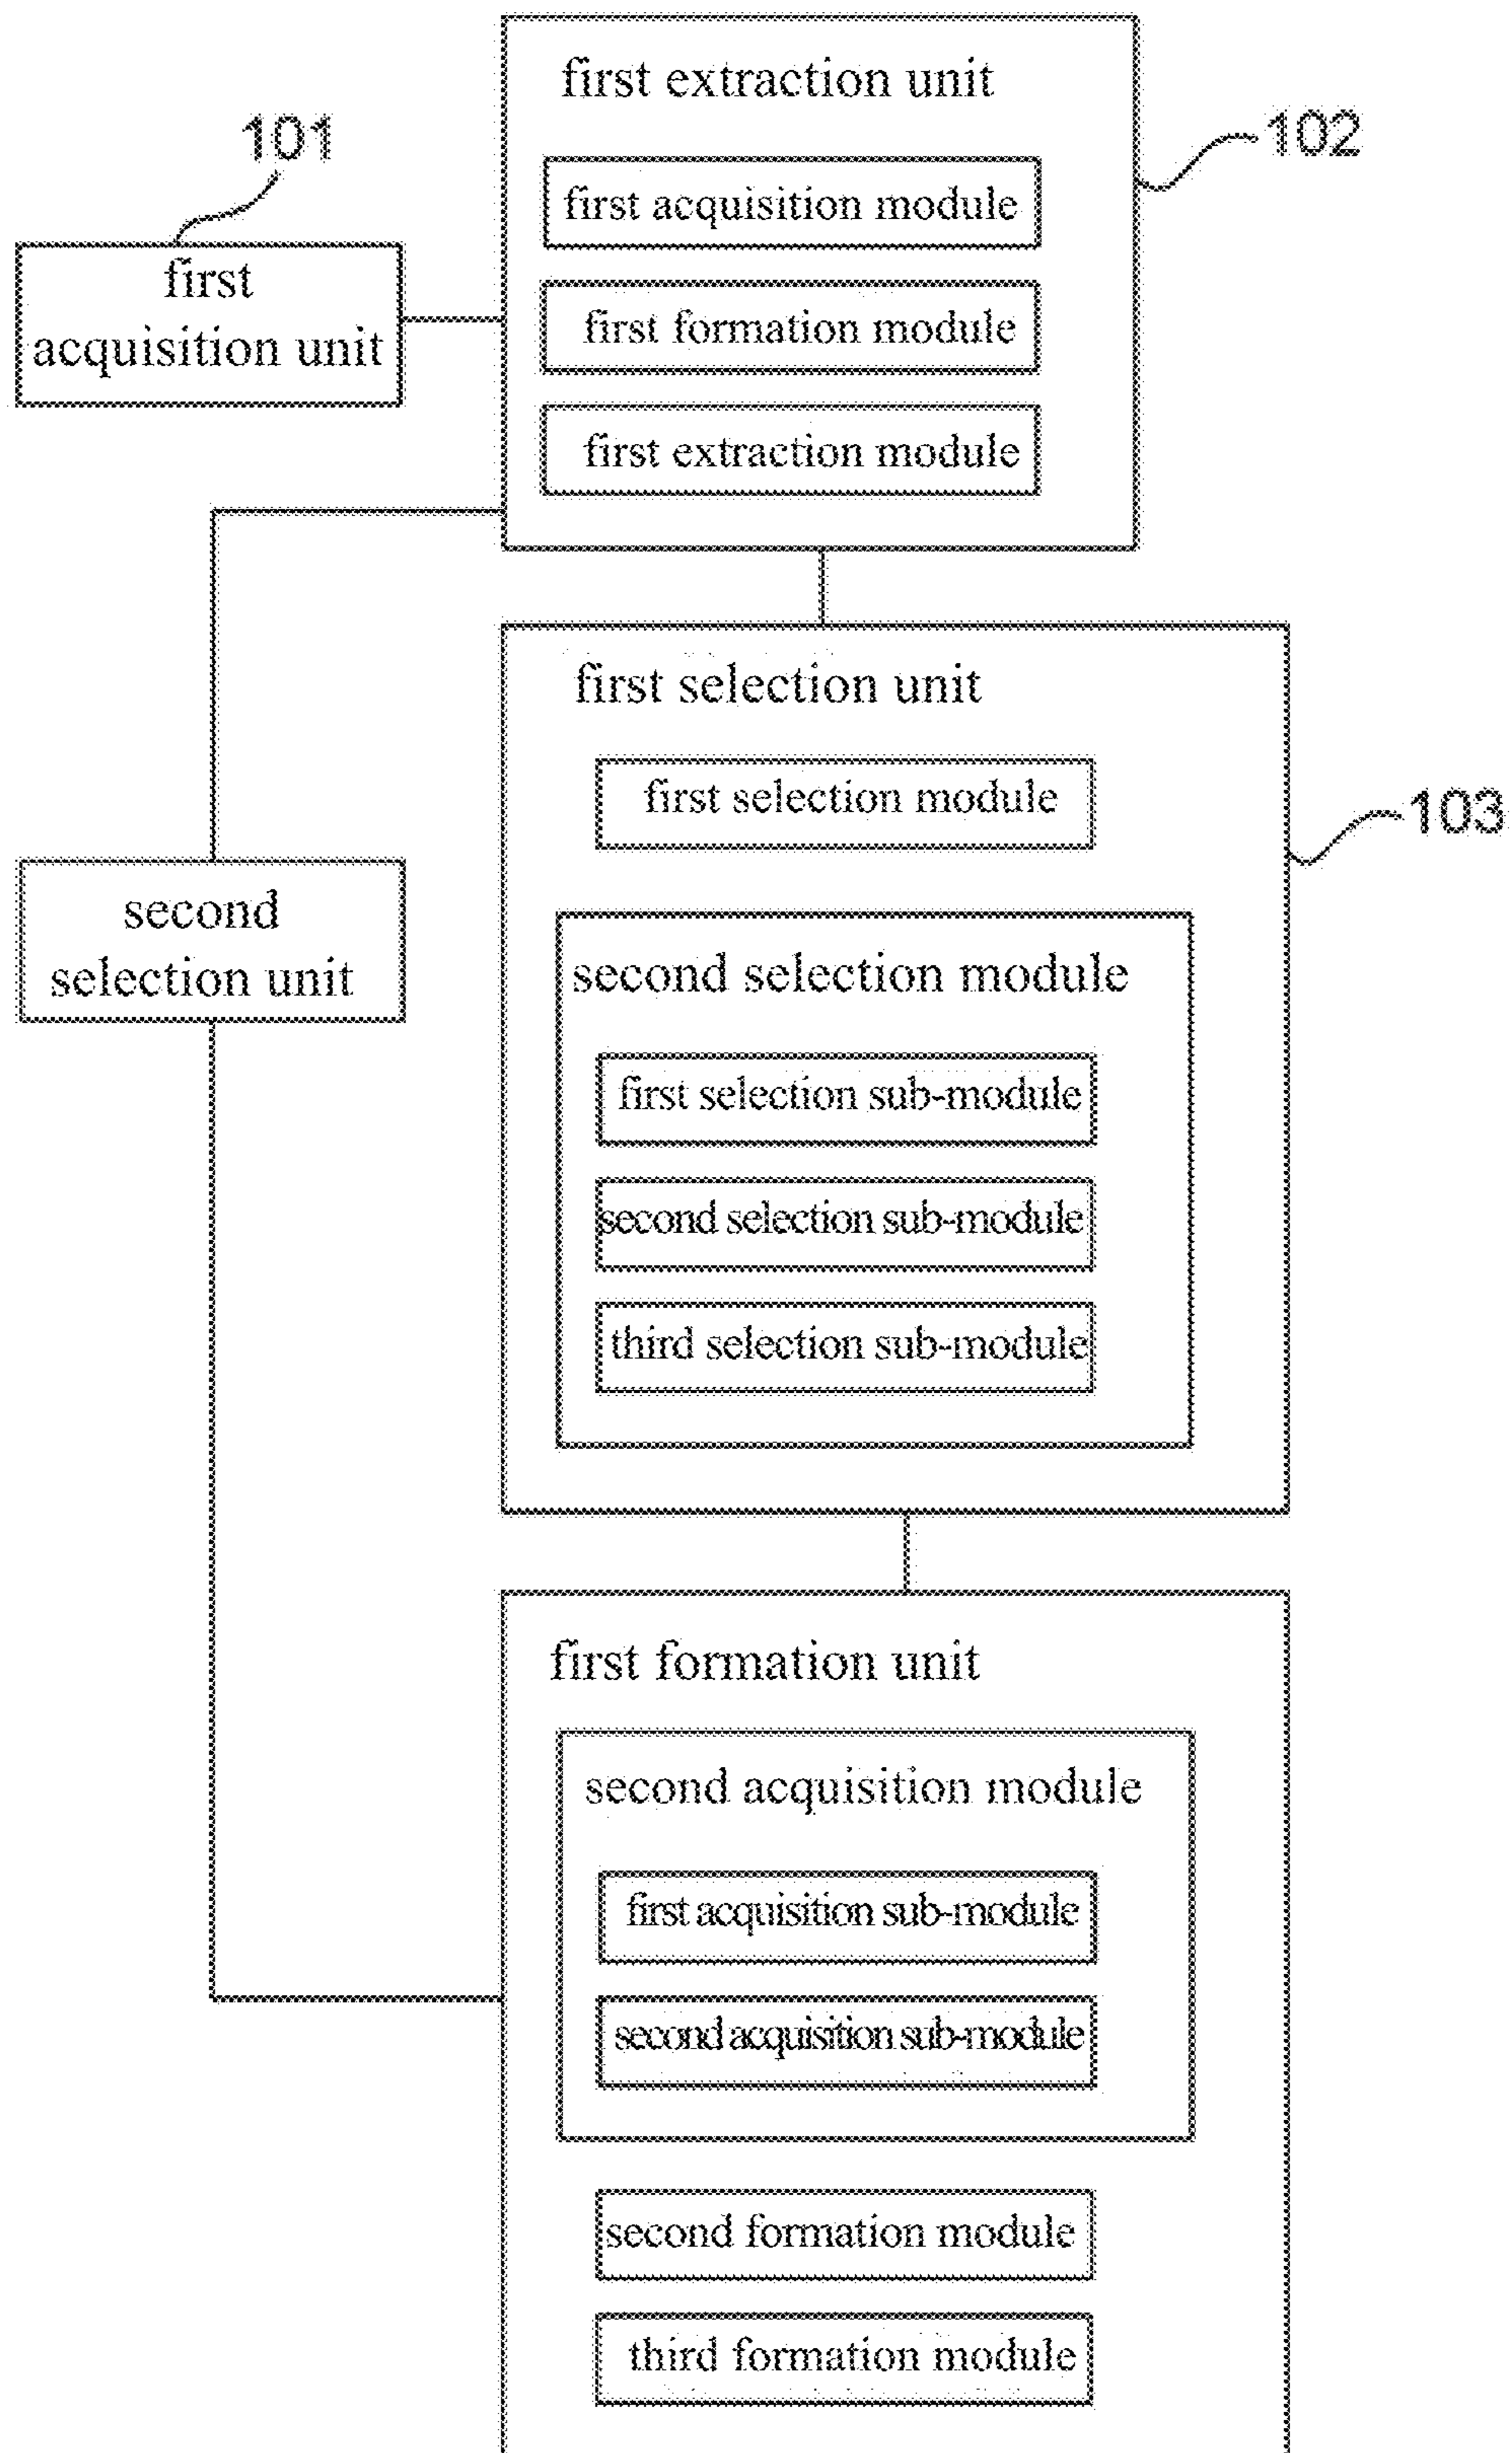 first extraction unit
101
102
first acquisition module
first
acquisition unit
first formation module
first extraction module
first selection unit
first selection module
103
second
selection unit
second selection module
first selection sub-module
second selection sub-module
third selection sub-module
first formation unit
second acquisition module
first acquisition sub-module
second acquisition sub-module
second formation module
third formation module